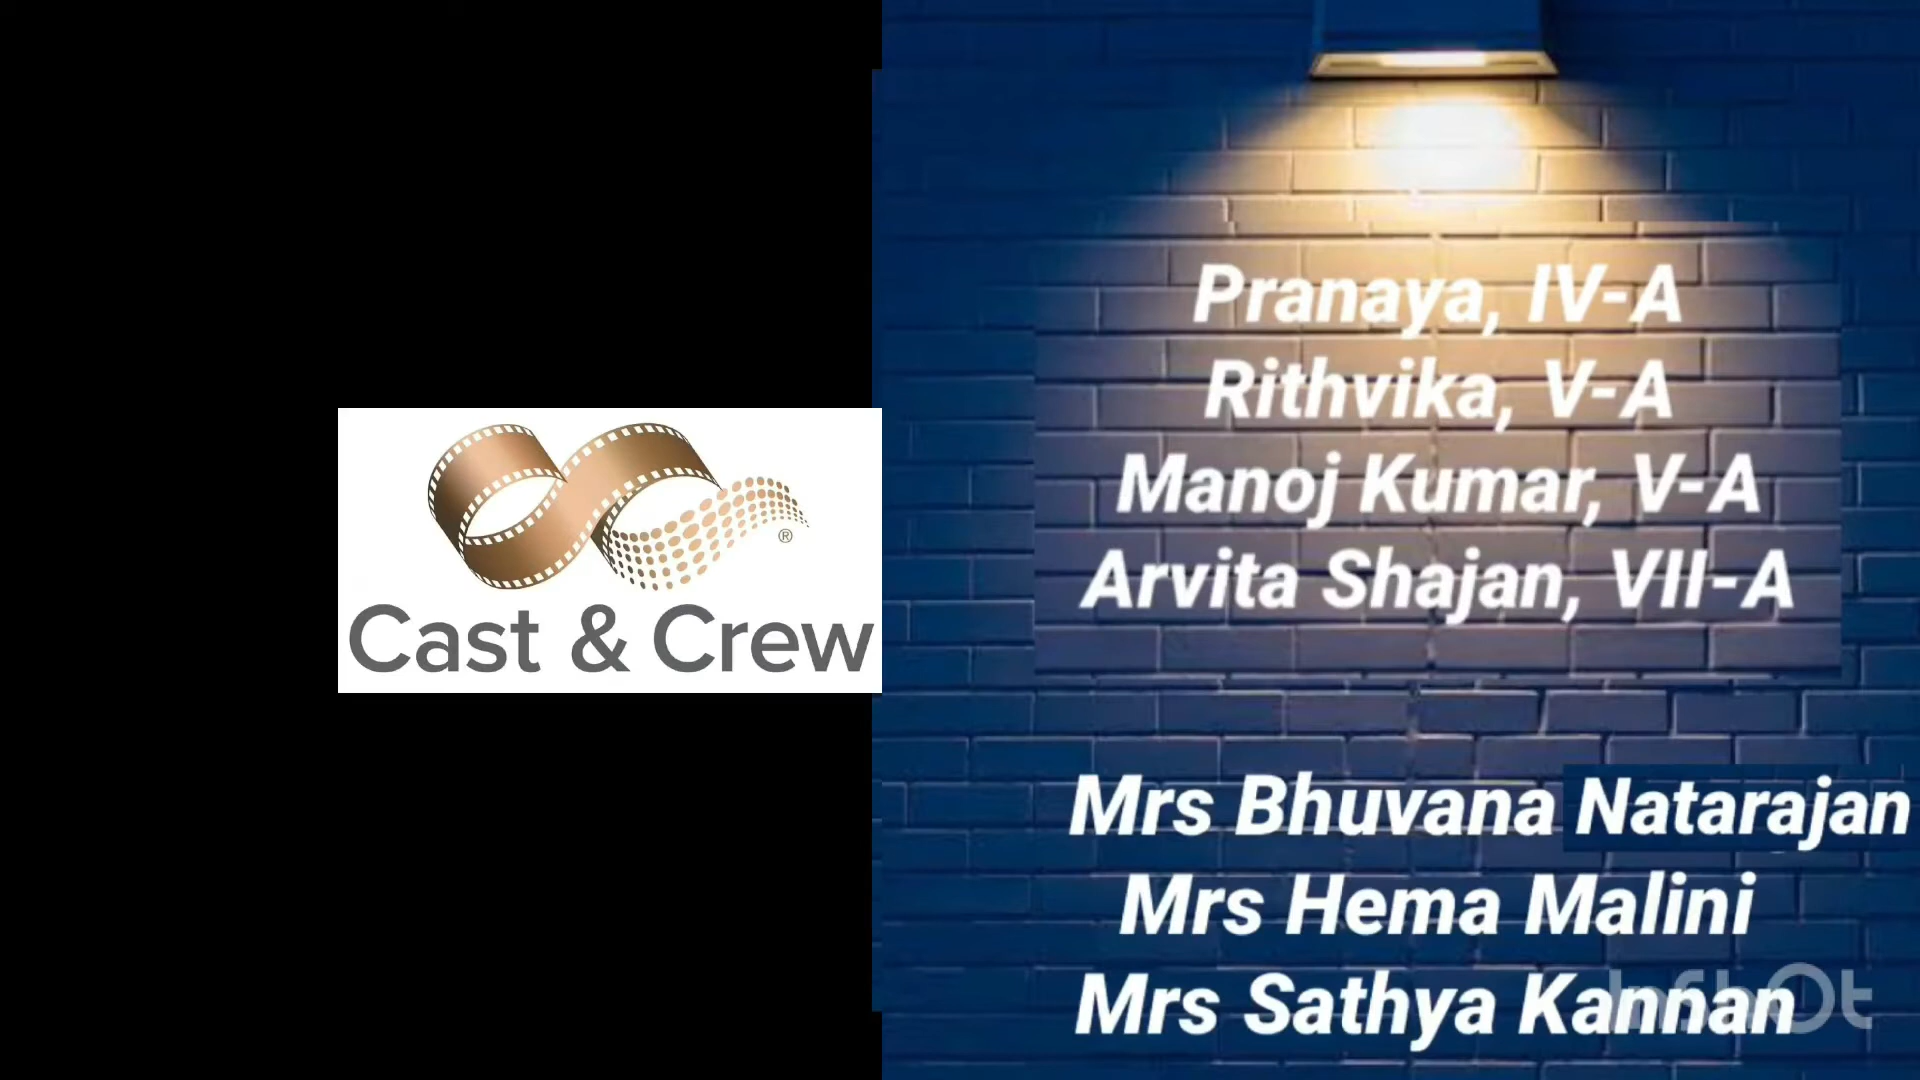 Cast & Crew
®
Pranaya, IV-A
Rithvika, V-A
Manoj Kumar, V-A
Arvita Shajan, VII-A
Mrs Bhuvana Natarajan
Mrs Hema Malini
Mrs Sathya Kannan
InShOt